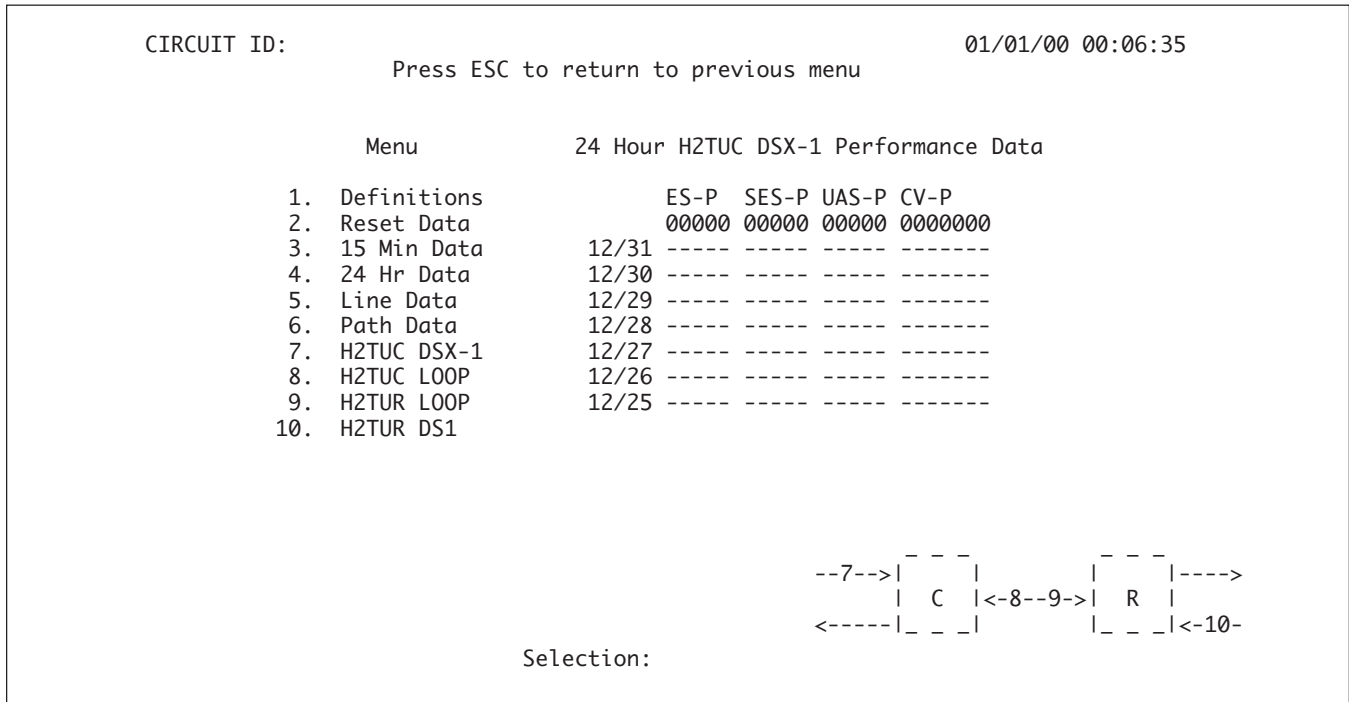 CIRCUIT ID:                                                    01/01/00 00:06:35
Press ESC to return to previous menu
Menu            24 Hour H2TUC DSX-1 Performance Data
1.  Definitions              ES-P  SES-P UAS-P CV-P
2.  Reset Data               00000 00000 00000 0000000
3.  15 Min Data        12/31 ----- ----- ----- -------
4.  24 Hr Data         12/30 ----- ----- ----- -------
5.  Line Data          12/29 ----- ----- ----- -------
6.  Path Data          12/28 ----- ----- ----- -------
7.  H2TUC DSX-1        12/27 ----- ----- ----- -------
8.  H2TUC LOOP         12/26 ----- ----- ----- -------
9.  H2TUR LOOP         12/25 ----- ----- ----- -------
10.  H2TUR DS1
       _ _ _          _ _ _
--7-->|     |        |     |---->
      |  C  |<-8--9->|  R  |
<-----|_ _ _|        |_ _ _|<-10-
Selection: